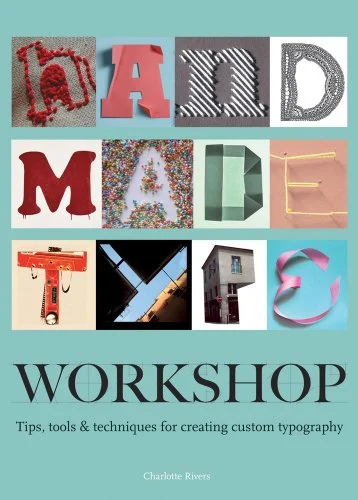 hAnD
MADE
TYPE
WORKSHOP
Tips, tools & techniques for creating custom typography
Charlotte Rivers